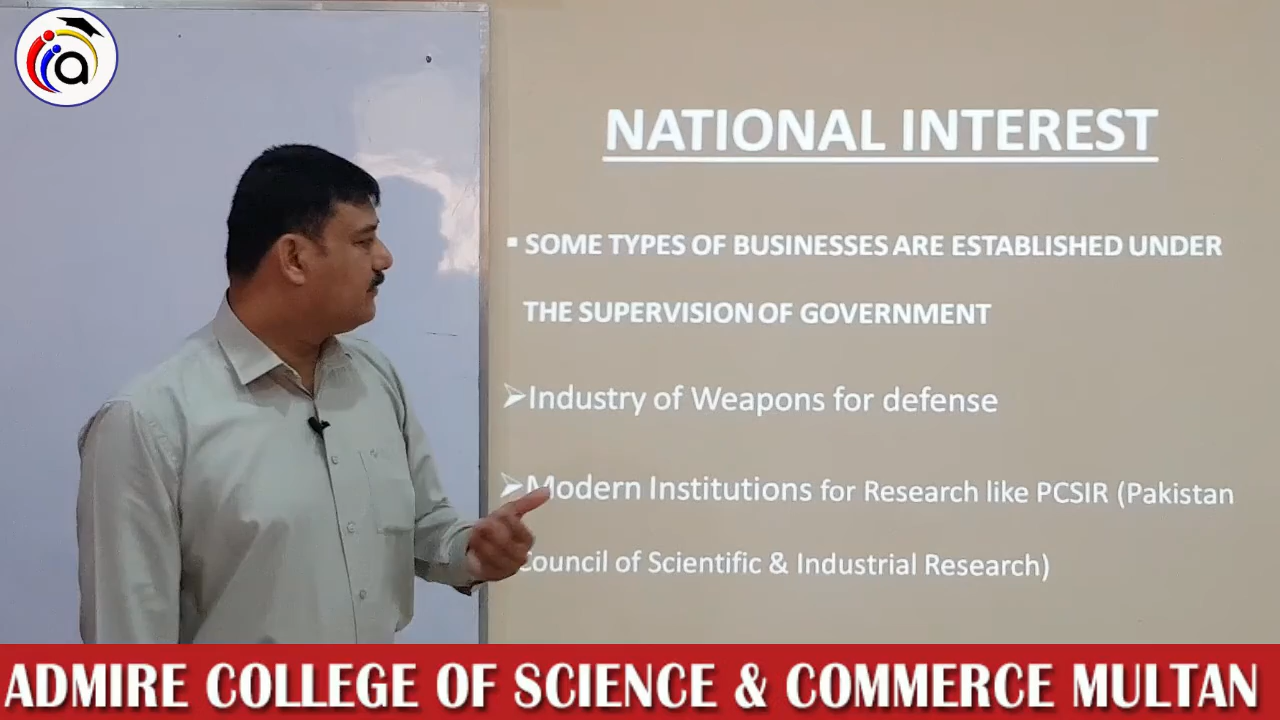 a
NATIONAL INTEREST
▪ SOME TYPES OF BUSINESSES ARE ESTABLISHED UNDER
THE SUPERVISION OF GOVERNMENT
➢Industry of Weapons for defense
➢Modern Institutions for Research like PCSIR (Pakistan
Council of Scientific & Industrial Research)
ADMIRE COLLEGE OF SCIENCE & COMMERCE MULTAN